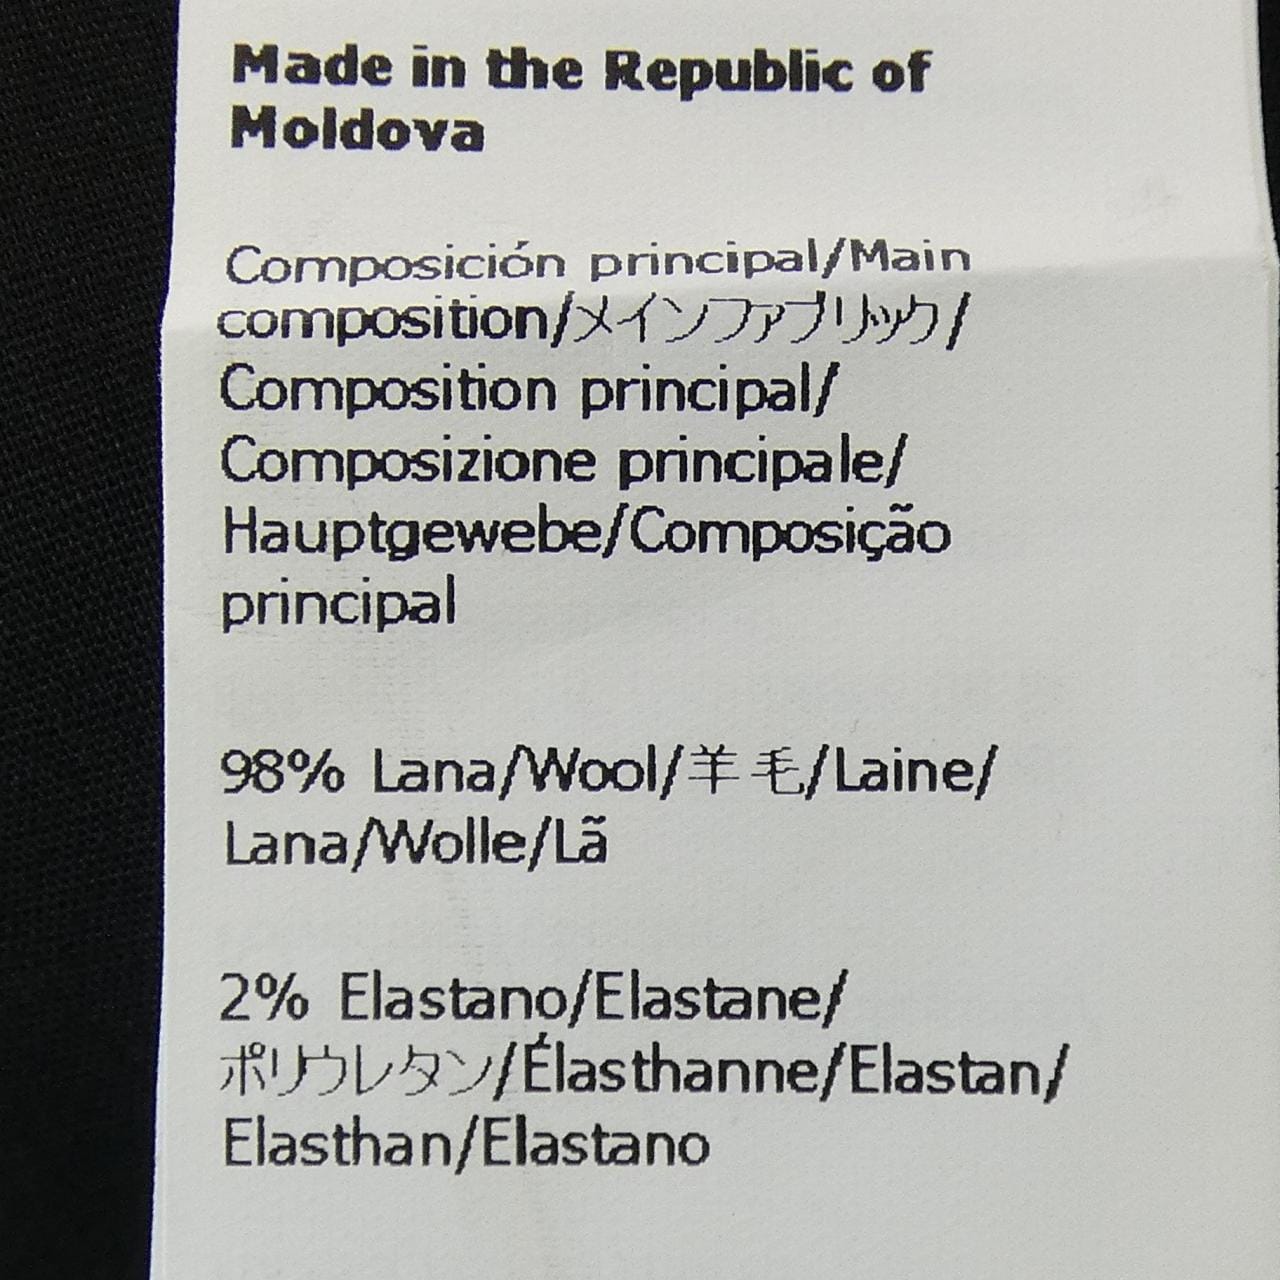 Made in the Republic of
Moldova
Composición principal/Main
composition/メインファブリック/
Composition principal/
Composizione principale/
Hauptgewebe/Composição
principal
98% Lana/Wool/羊毛/Laine/
Lana/Wolle/Lã
2% Elastano/Elastane/
ポリウレタン/Élasthanne/Elastan/
Elasthan/Elastano